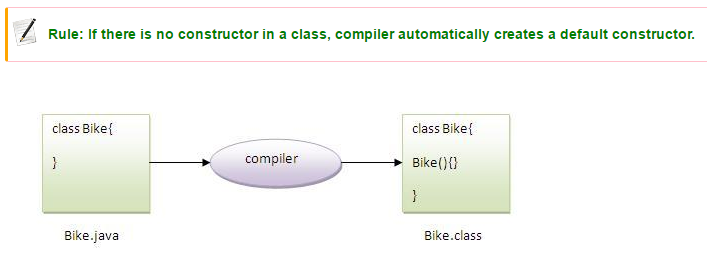 Rule: If there is no constructor in a class, compiler automatically creates a default constructor.
class Bike{
}
Bike.java
compiler
class Bike{
Bike(){}
}
Bike.class